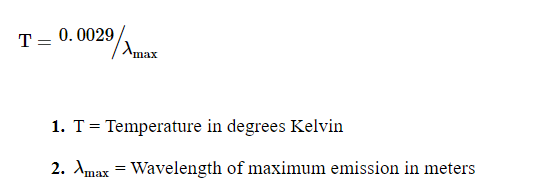 T = 0.0029/λmax
1. T = Temperature in degrees Kelvin
2. λmax = Wavelength of maximum emission in meters